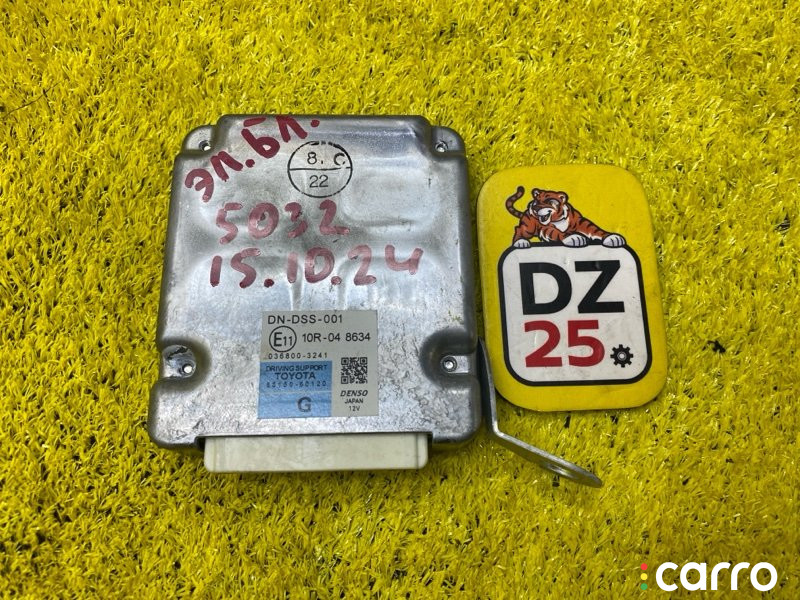 эл.бл.
8. C
22
5032
15.10.24
DN-DSS-001
E11 10R-04 8634
036800-3241
DRIVING SUPPORT
TOYOTA
G
DENSO
JAPAN
12V
DZ
25.
carro